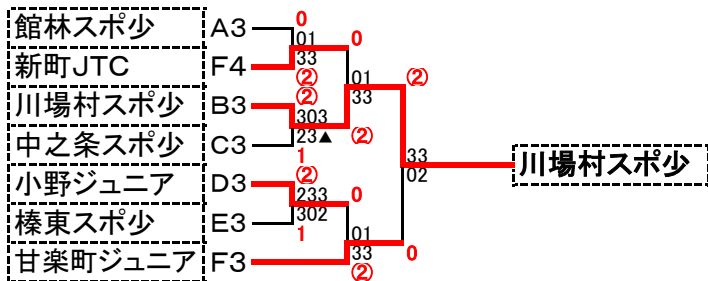 館林スポ少 A3 0
01 0
新町JTC F4 33
(2) 01 (2)
川場村スポ少 B3 (2) 33
303
中之条スポ少 C3 23▲ (2)
1 33 川場村スポ少
小野ジュニア D3 (2) 02
233 0
榛東スポ少 E3 302
1 01
甘楽町ジュニア F3 33 0
(2)